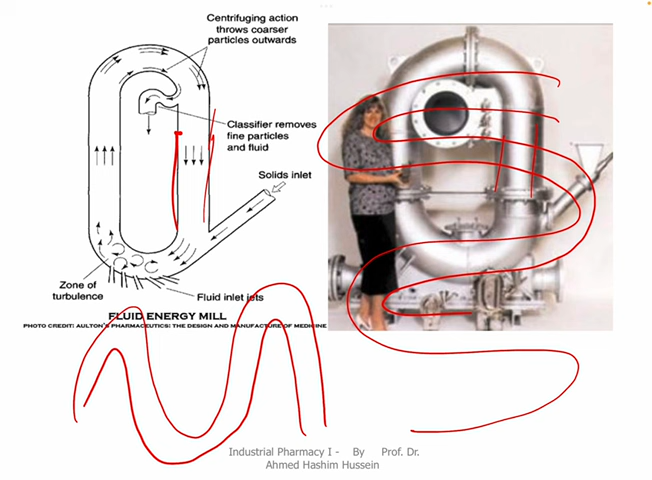 Centrifuging action
throws coarser
particles outwards
Classifier removes
fine particles
and fluid
Solids inlet
Zone of
turbulence
Fluid inlet jets
FLUID ENERGY MILL
PHOTO CREDIT: AULTON'S PHARMACEUTICS: THE DESIGN AND MANUFACTURE OF MEDICINE
Industrial Pharmacy I - By Prof. Dr.
Ahmed Hashim Hussein